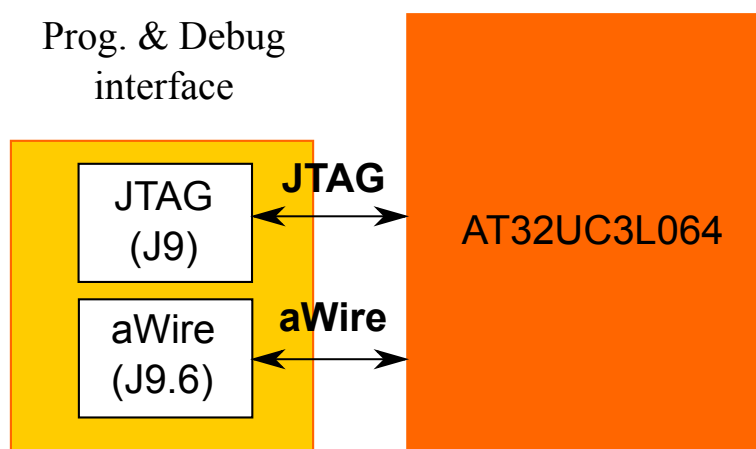 Prog. & Debug
interface
JTAG
(J9)
JTAG
AT32UC3L064
aWire
(J9.6)
aWire